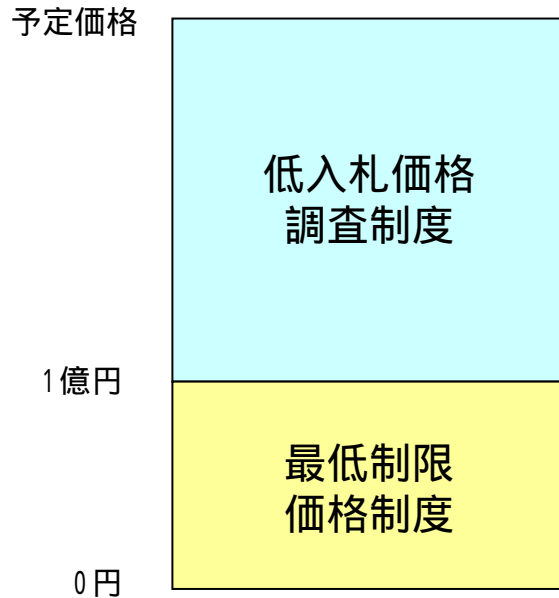 予定価格
低入札価格
調査制度
1億円
最低制限
価格制度
0円